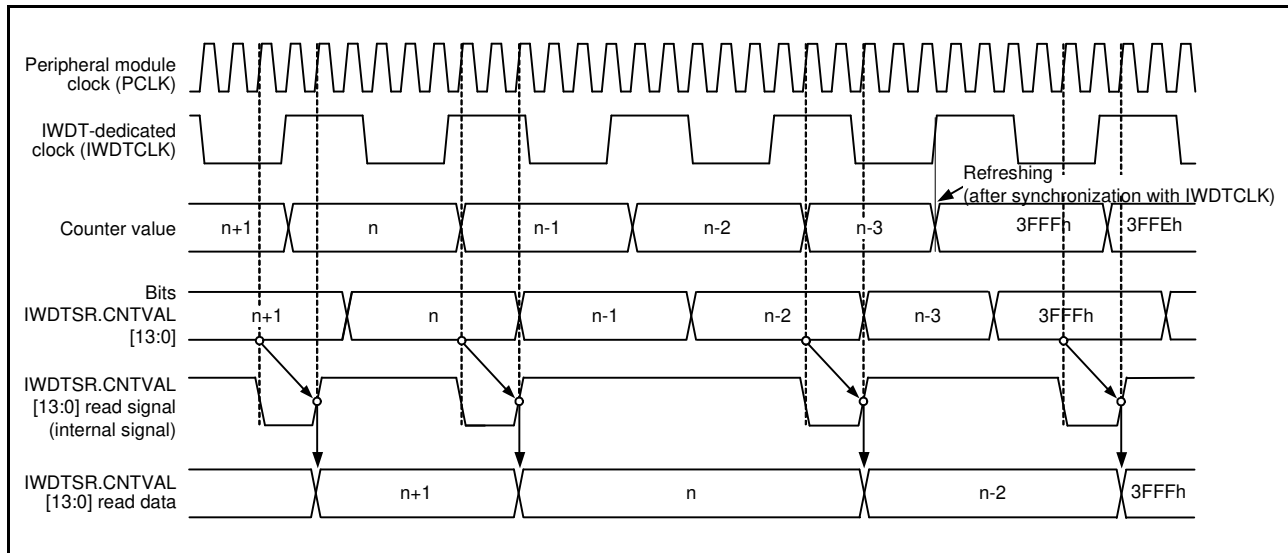 Peripheral module
clock (PCLK)
IWDT-dedicated
clock (IWDTCLK)
Refreshing
(after synchronization with IWDTCLK)
Counter value
n+1
n
n-1
n-2
n-3
3FFFh
3FFEh
Bits
IWDTSR.CNTVAL
[13:0]
n+1
n
n-1
n-2
n-3
3FFFh
IWDTSR.CNTVAL
[13:0] read signal
(internal signal)
IWDTSR.CNTVAL
[13:0] read data
n+1
n
n-2
3FFFh